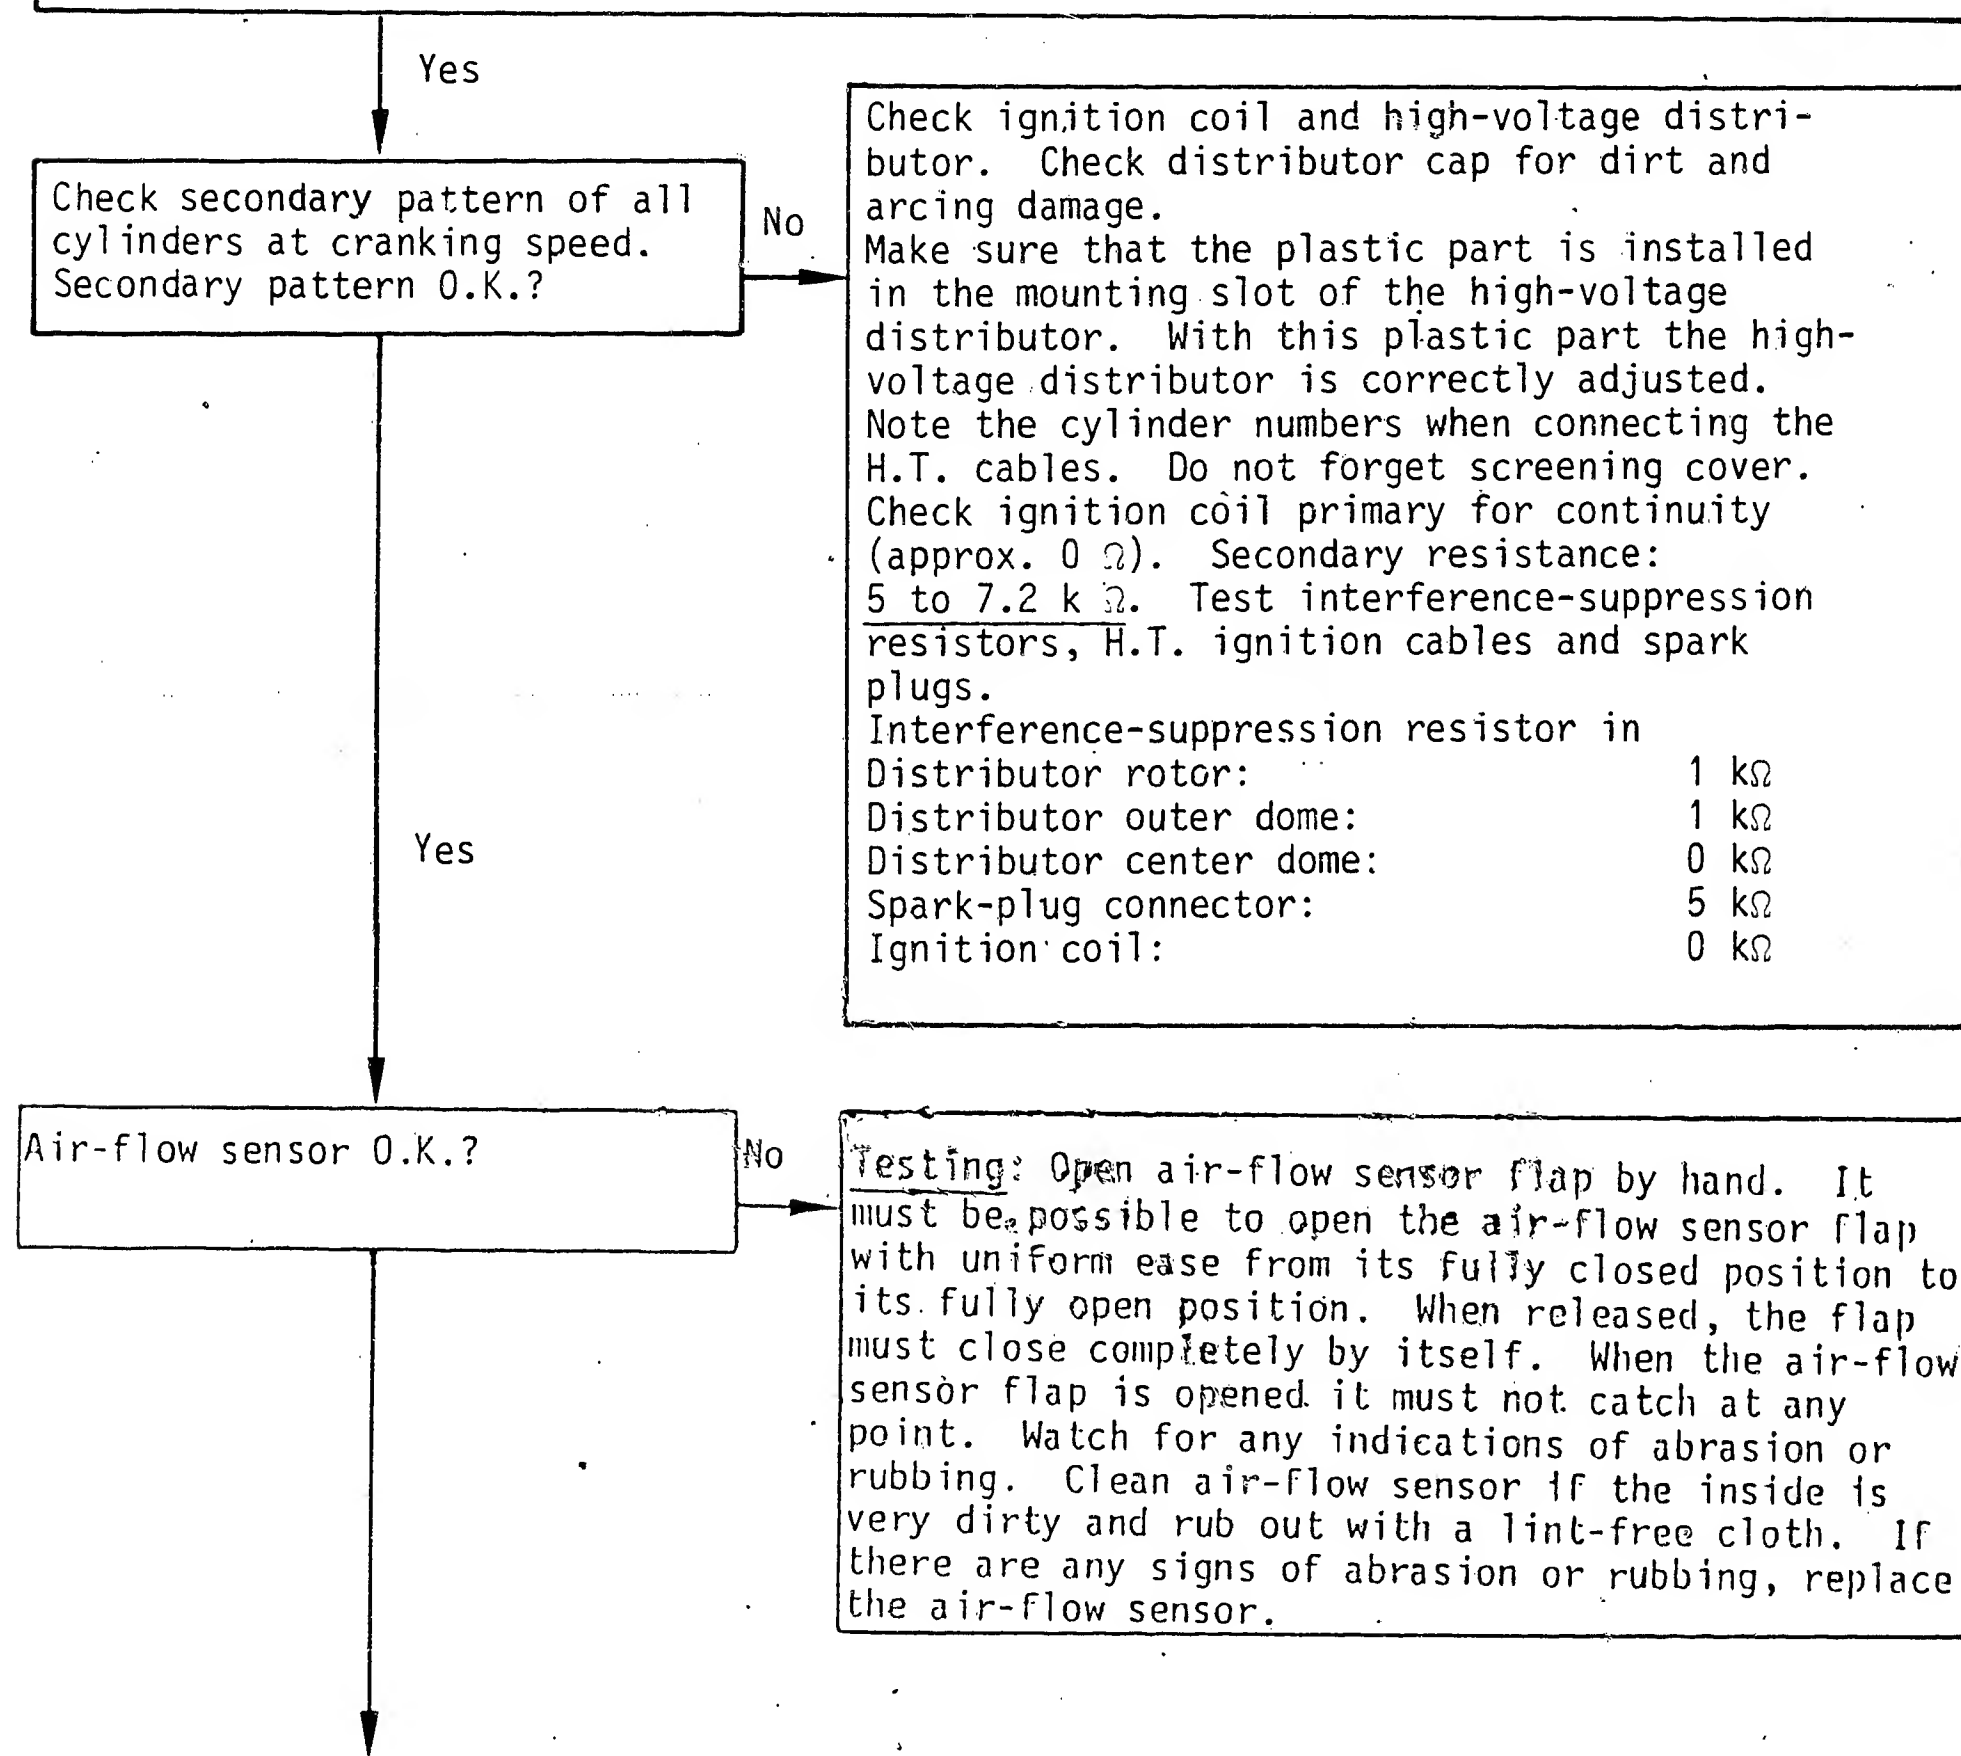 Yes
Check secondary pattern of all
cylinders at cranking speed.
Secondary pattern O.K.?
No
Check ignition coil and high-voltage distri-
butor. Check distributor cap for dirt and
arcing damage.
Make sure that the plastic part is installed
in the mounting slot of the high-voltage
distributor. With this plastic part the high-
voltage distributor is correctly adjusted.
Note the cylinder numbers when connecting the
H.T. cables. Do not forget screening cover.
Check ignition coil primary for continuity
(approx. 0 Ω). Secondary resistance:
5 to 7.2 k Ω. Test interference-suppression
resistors, H.T. ignition cables and spark
plugs.
Interference-suppression resistor in
Distributor rotor: 1 kΩ
Distributor outer dome: 1 kΩ
Distributor center dome: 0 kΩ
Spark-plug connector: 5 kΩ
Ignition coil: 0 kΩ
Yes
Air-flow sensor O.K.?
No
Testing: Open air-flow sensor flap by hand. It
must be possible to open the air-flow sensor flap
with uniform ease from its fully closed position to
its fully open position. When released, the flap
must close completely by itself. When the air-flow
sensor flap is opened it must not catch at any
point. Watch for any indications of abrasion or
rubbing. Clean air-flow sensor if the inside is
very dirty and rub out with a lint-free cloth. If
there are any signs of abrasion or rubbing, replace
the air-flow sensor.